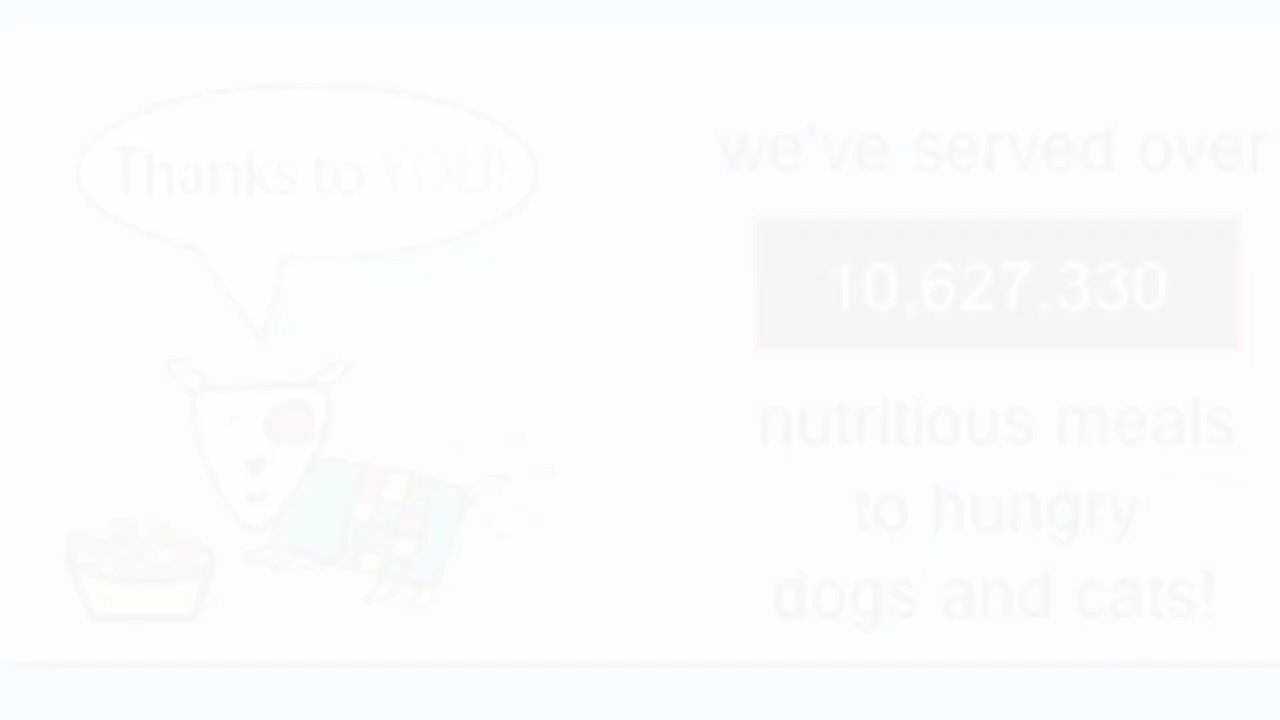 Thanks to YOU!
we've served over
10,627,330
nutritious meals
to hungry
dogs and cats!